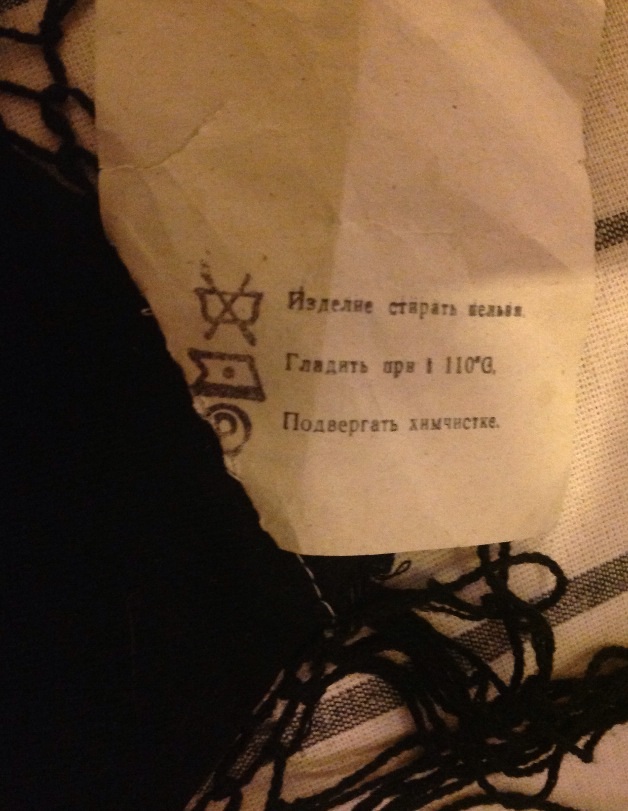 Изделие стирать нельзя.
Гладить при t 110°С.
Подвергать химчистке.